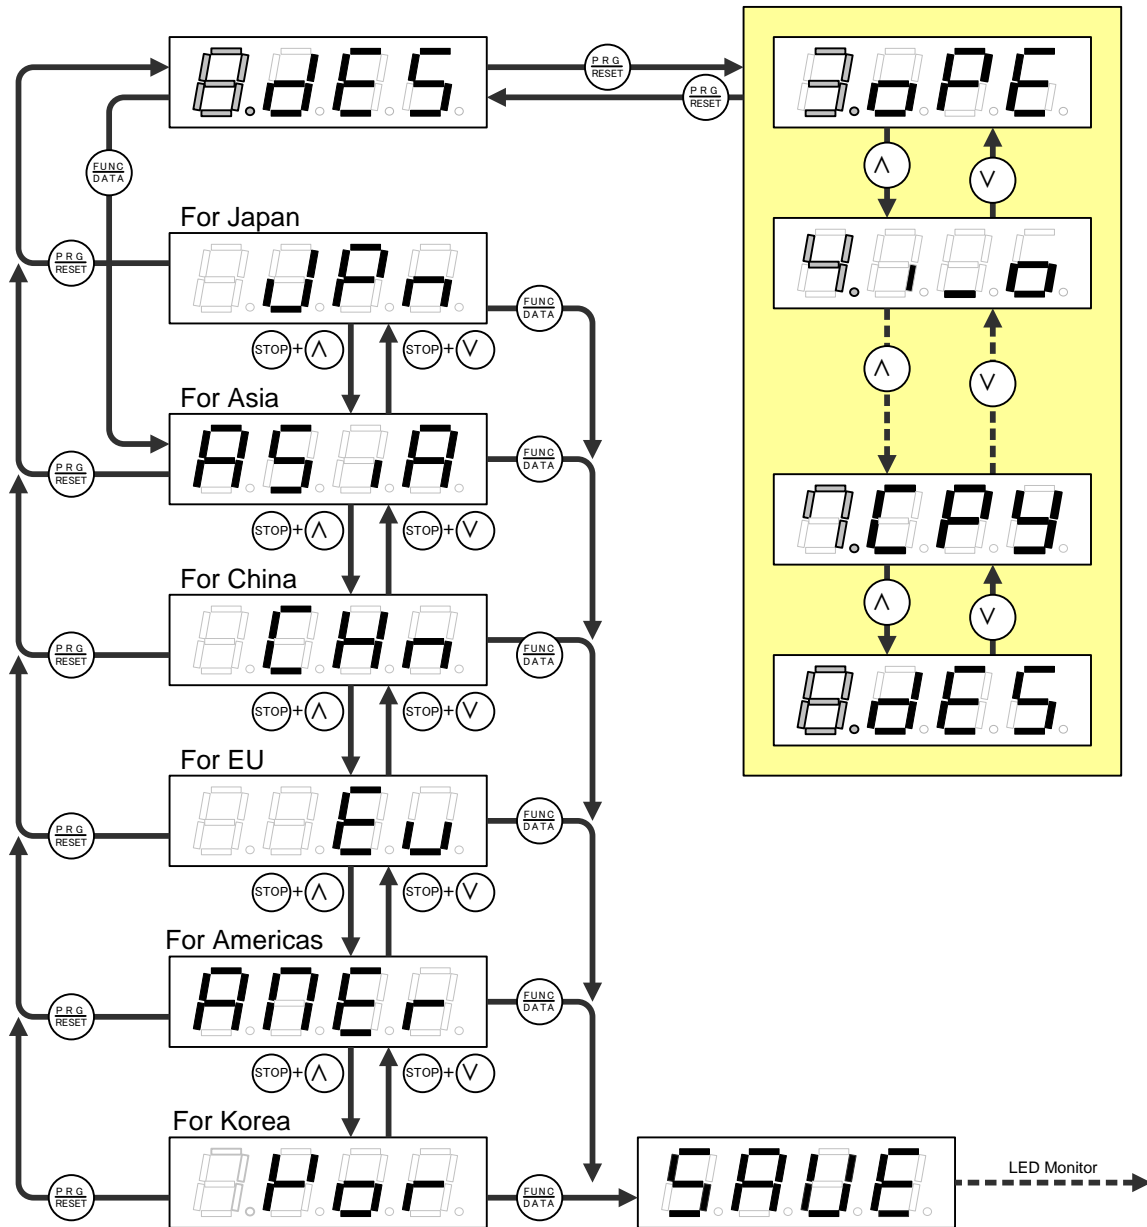 8.dES
PRG
RESET
PRG
RESET
3.oPE
∧
∨
FUNC
DATA
For Japan
JPn
PRG
RESET
FUNC
DATA
4.i_o
STOP+∧
STOP+∨
∧
∨
For Asia
ASiA
PRG
RESET
FUNC
DATA
STOP+∧
STOP+∨
7.CPy
For China
CHn
PRG
RESET
FUNC
DATA
∧
∨
STOP+∧
STOP+∨
8.dES
For EU
Eu
PRG
RESET
FUNC
DATA
STOP+∧
STOP+∨
For Americas
AMEr
PRG
RESET
FUNC
DATA
STOP+∧
STOP+∨
For Korea
Kor
PRG
RESET
FUNC
DATA
SAVE
LED Monitor